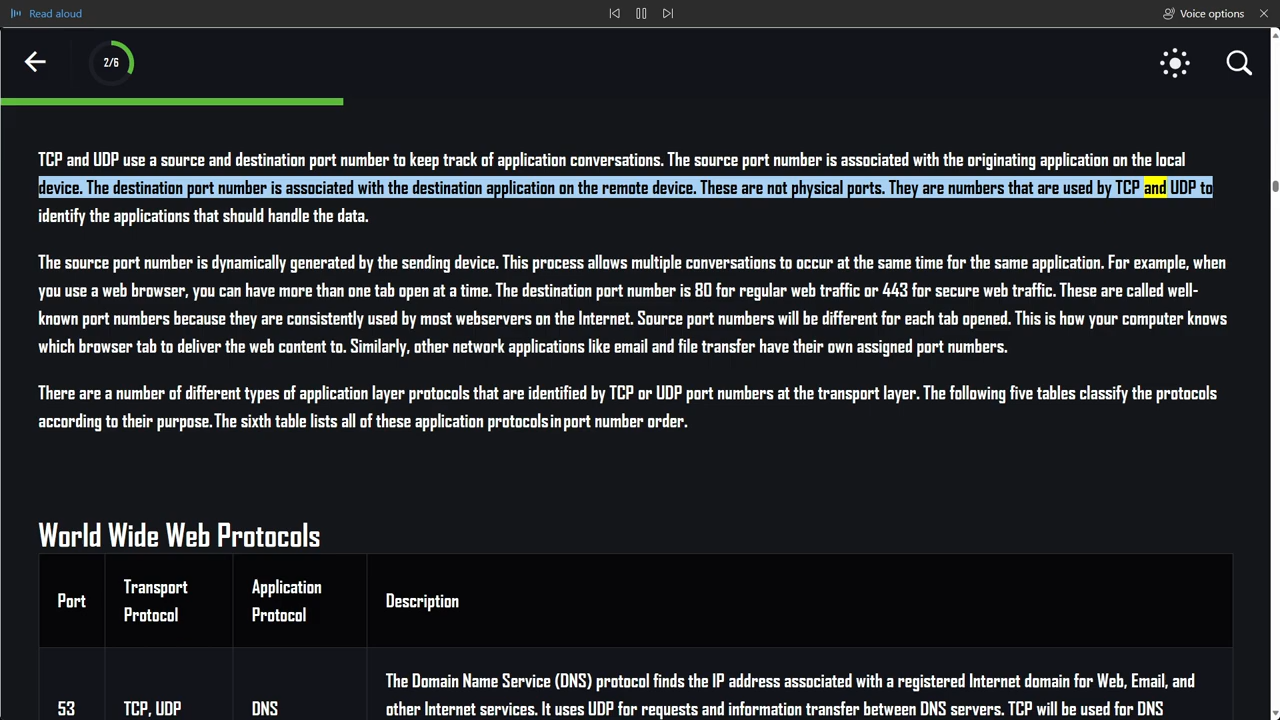 Read aloud
Voice options
2/6
TCP and UDP use a source and destination port number to keep track of application conversations. The source port number is associated with the originating application on the local
device. The destination port number is associated with the destination application on the remote device. These are not physical ports. They are numbers that are used by TCP and UDP to
identify the applications that should handle the data.
The source port number is dynamically generated by the sending device. This process allows multiple conversations to occur at the same time for the same application. For example, when
you use a web browser, you can have more than one tab open at a time. The destination port number is 80 for regular web traffic or 443 for secure web traffic. These are called well-
known port numbers because they are consistently used by most webservers on the Internet. Source port numbers will be different for each tab opened. This is how your computer knows
which browser tab to deliver the web content to. Similarly, other network applications like email and file transfer have their own assigned port numbers.
There are a number of different types of application layer protocols that are identified by TCP or UDP port numbers at the transport layer. The following five tables classify the protocols
according to their purpose. The sixth table lists all of these application protocols in port number order.
World Wide Web Protocols
Port
Transport
Protocol
Application
Protocol
Description
53
TCP, UDP
DNS
The Domain Name Service (DNS) protocol finds the IP address associated with a registered Internet domain for Web, Email, and
other Internet services. It uses UDP for requests and information transfer between DNS servers. TCP will be used for DNS